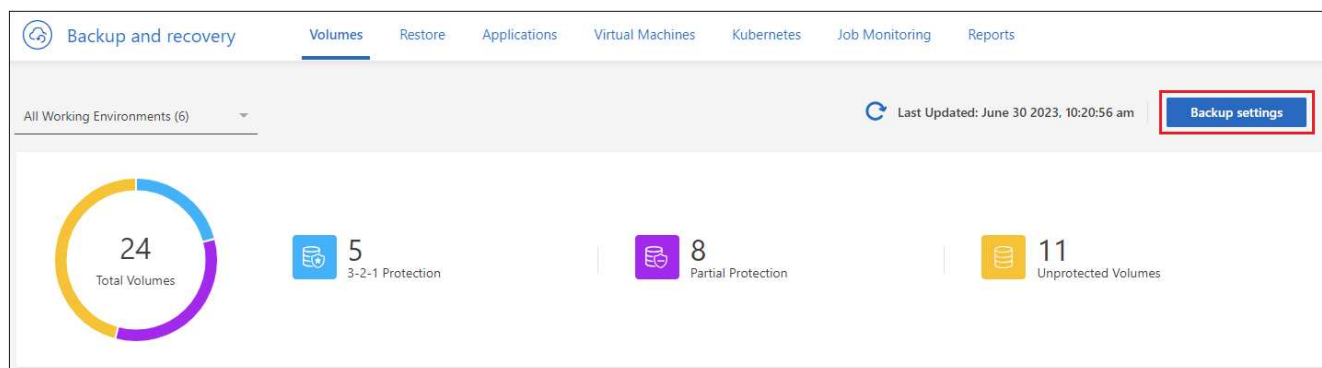 Backup and recovery Volumes Restore Applications Virtual Machines Kubernetes Job Monitoring Reports
All Working Environments (6) Last Updated: June 30 2023, 10:20:56 am Backup settings
24
Total Volumes
5
3-2-1 Protection
8
Partial Protection
11
Unprotected Volumes